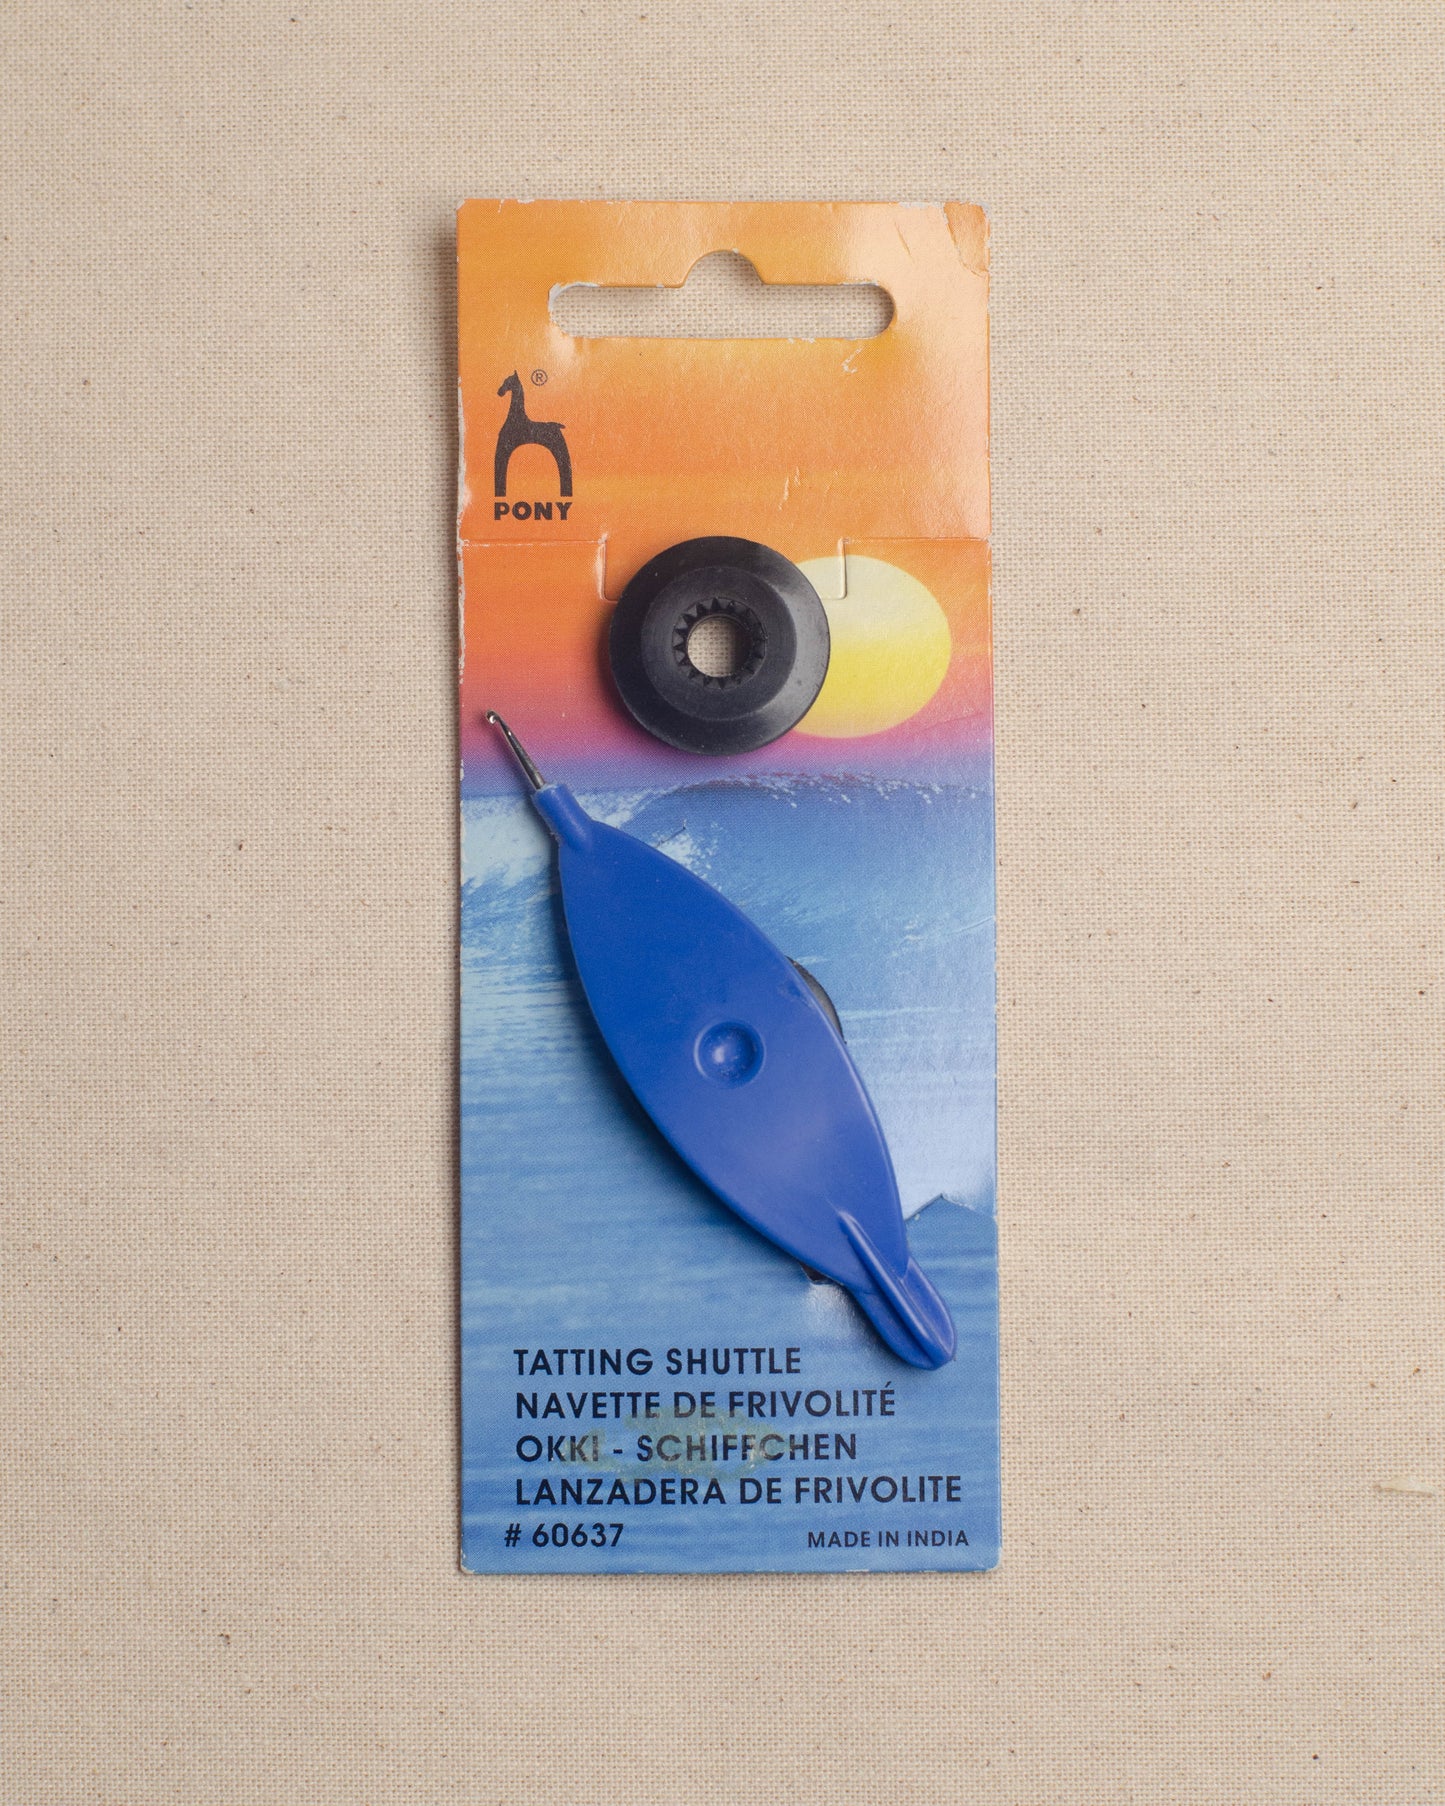 ®
PONY
TATTING SHUTTLE
NAVETTE DE FRIVOLITÉ
OKKI - SCHIFFCHEN
LANZADERA DE FRIVOLITE
# 60637 MADE IN INDIA